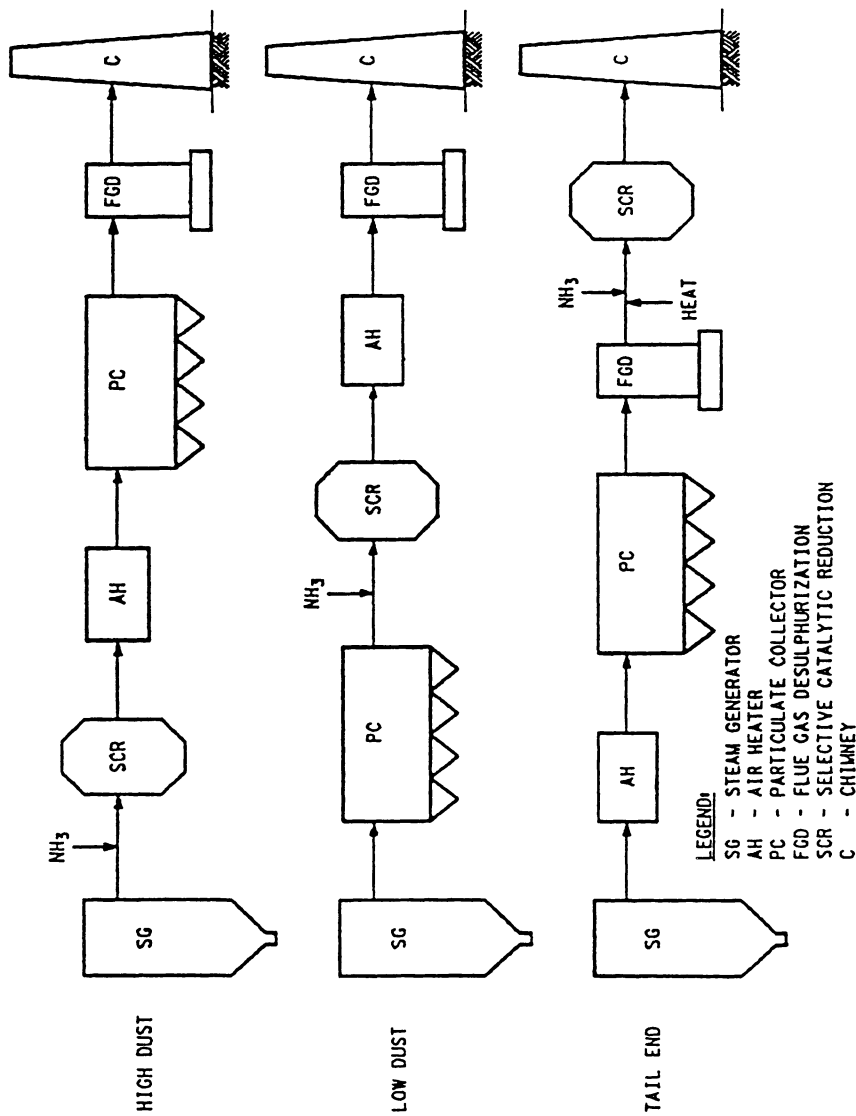 HIGH DUST
SG
NH3
SCR
AH
PC
FGD
C
LOW DUST
SG
PC
NH3
SCR
AH
FGD
C
TAIL END
SG
AH
PC
FGD
NH3
HEAT
SCR
C
LEGEND:
SG - STEAM GENERATOR
AH - AIR HEATER
PC - PARTICULATE COLLECTOR
FGD - FLUE GAS DESULPHURIZATION
SCR - SELECTIVE CATALYTIC REDUCTION
C - CHIMNEY